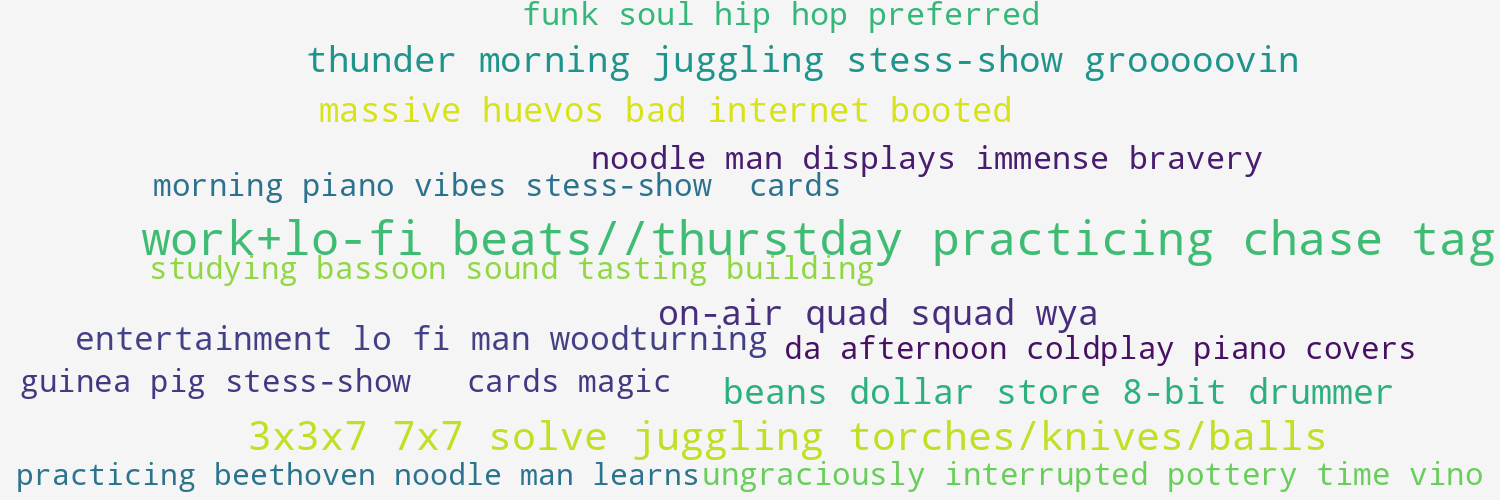 funk soul hip hop preferred
thunder morning juggling stess-show grooooovin
massive huevos bad internet booted
noodle man displays immense bravery
morning piano vibes stess-show  cards
work+lo-fi beats//thurstday practicing chase tag
studying bassoon sound tasting building
on-air quad squad wya
entertainment lo fi man woodturning
da afternoon coldplay piano covers
guinea pig stess-show   cards magic
beans dollar store 8-bit drummer
3x3x7 7x7 solve juggling torches/knives/balls
practicing beethoven noodle man learns
ungraciously interrupted pottery time vino